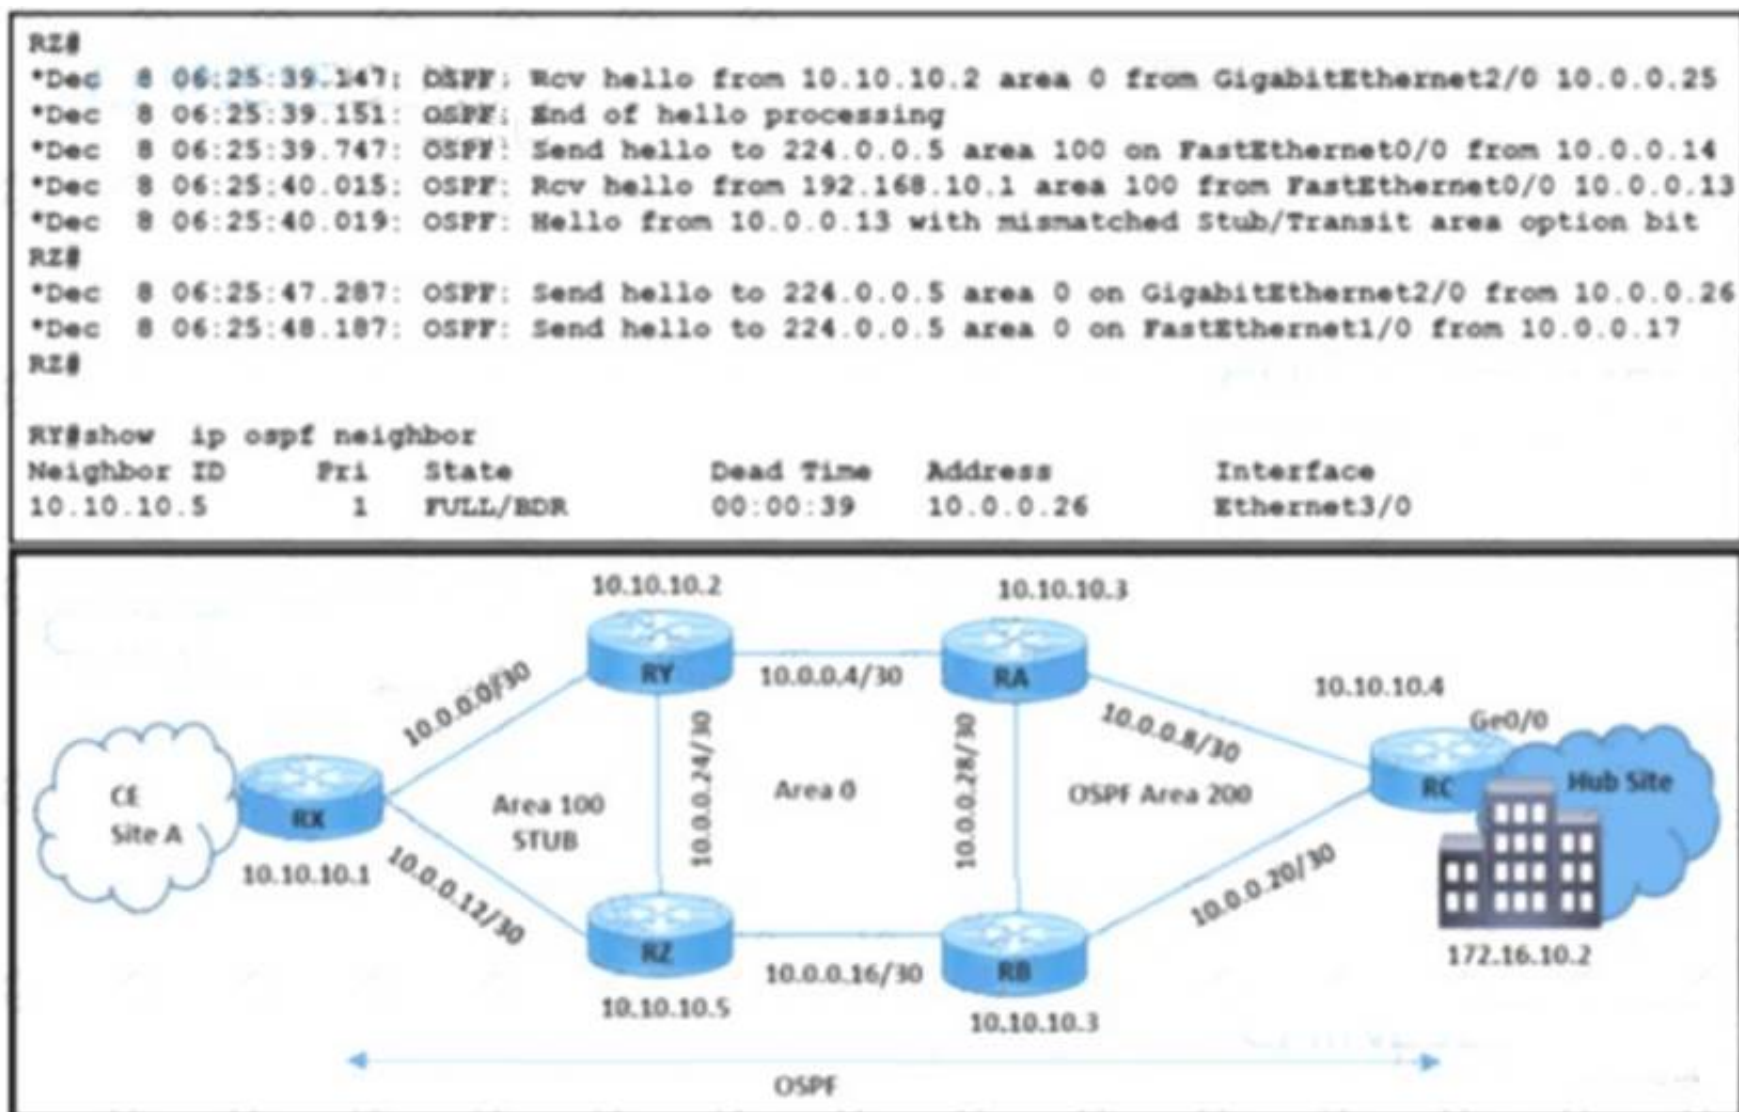 RZ#
*Dec 8 06:25:39.147: OSPF: Rcv hello from 10.10.10.2 area 0 from GigabitEthernet2/0 10.0.0.25
*Dec 8 06:25:39.151: OSPF: End of hello processing
*Dec 8 06:25:39.747: OSPF: Send hello to 224.0.0.5 area 100 on FastEthernet0/0 from 10.0.0.14
*Dec 8 06:25:40.015: OSPF: Rcv hello from 192.168.10.1 area 100 from FastEthernet0/0 10.0.0.13
*Dec 8 06:25:40.019: OSPF: Hello from 10.0.0.13 with mismatched Stub/Transit area option bit
RZ#
*Dec 8 06:25:47.287: OSPF: Send hello to 224.0.0.5 area 0 on GigabitEthernet2/0 from 10.0.0.26
*Dec 8 06:25:48.187: OSPF: Send hello to 224.0.0.5 area 0 on FastEthernet1/0 from 10.0.0.17
RZ#
RY#show ip ospf neighbor
Neighbor ID Pri State Dead Time Address Interface
10.10.10.5 1 FULL/BDR 00:00:39 10.0.0.26 Ethernet3/0
10.10.10.2
10.10.10.3
RY
10.0.0.4/30
RA
10.10.10.4
10.0.0.0/30
10.0.0.8/30
Ge0/0
10.0.0.24/30
10.0.0.28/30
CE
Site A
RX
Area 100
STUB
Area 0
OSPF Area 200
RC
Hub Site
10.10.10.1
10.0.0.12/30
10.0.0.20/30
RZ
10.0.0.16/30
RB
172.16.10.2
10.10.10.5
10.10.10.3
OSPF